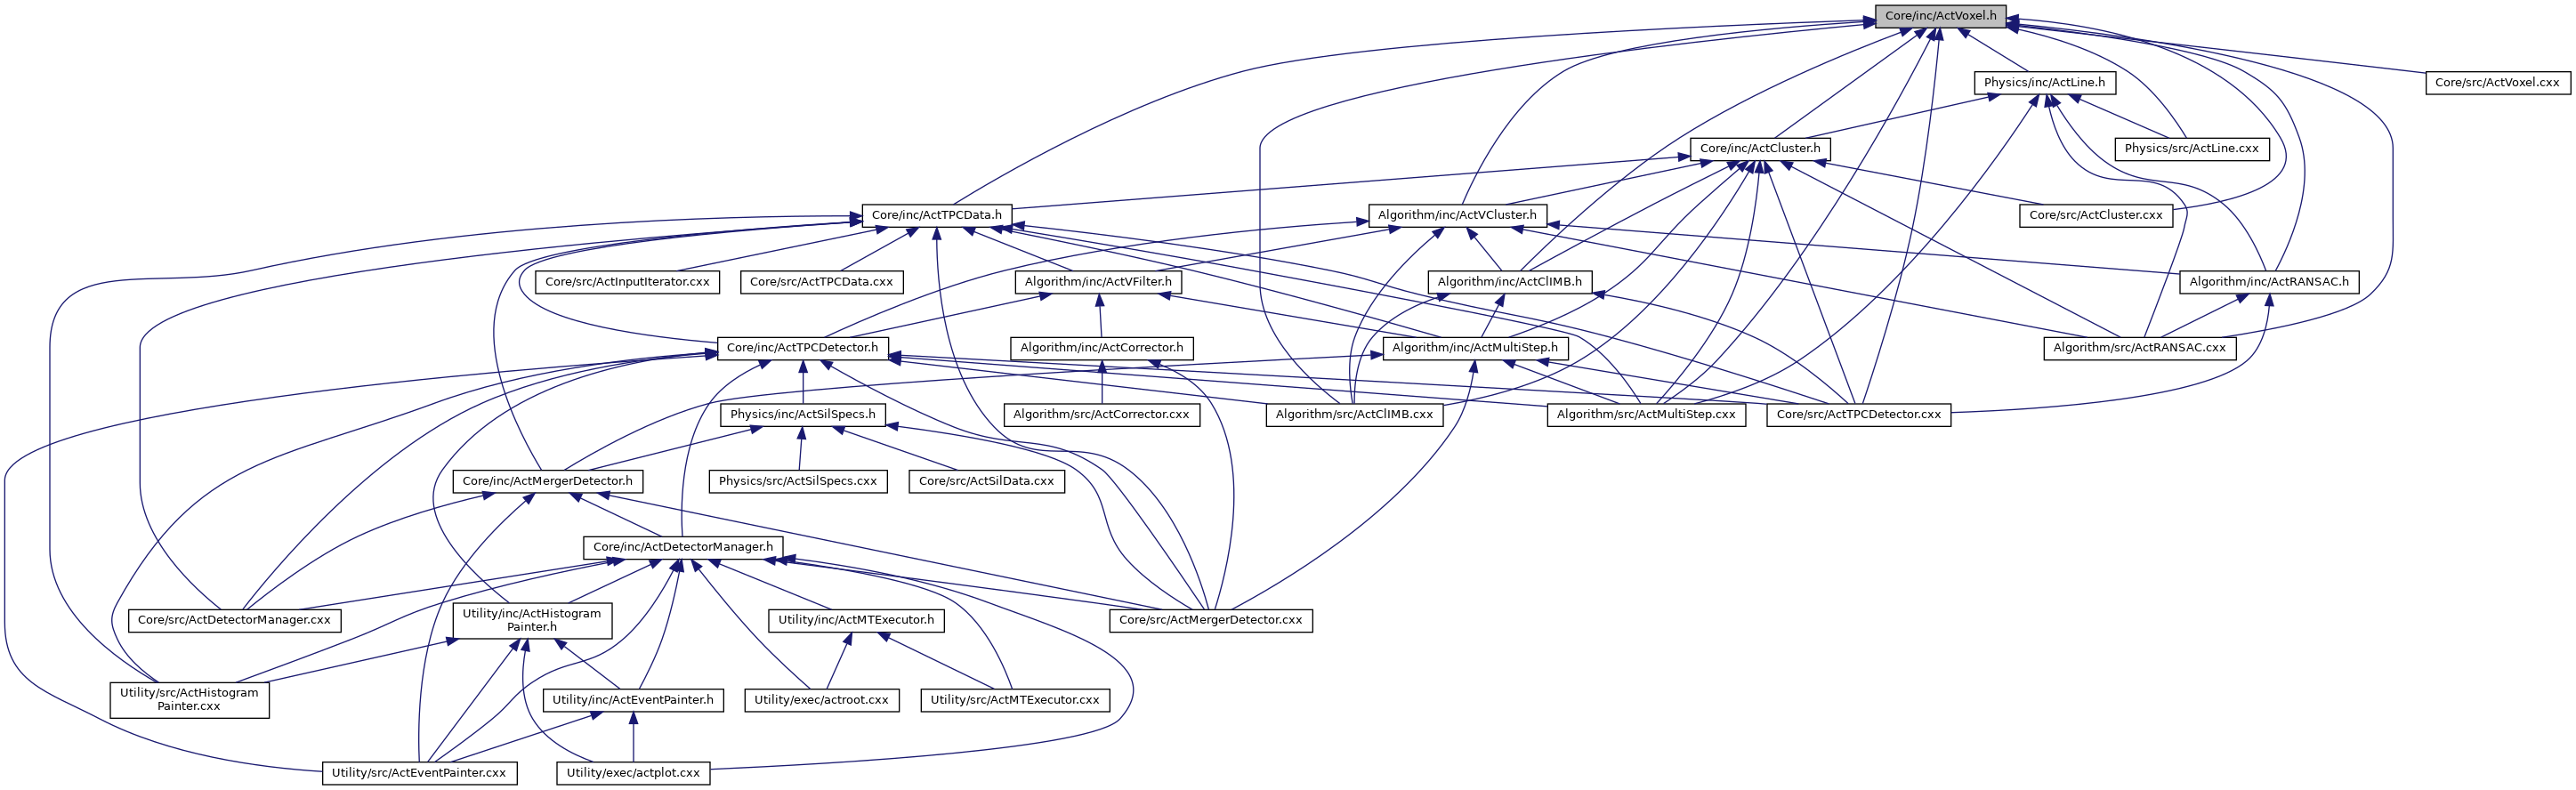 Core/inc/ActVoxel.h
Physics/inc/ActLine.h
Core/src/ActVoxel.cxx
Core/inc/ActCluster.h
Physics/src/ActLine.cxx
Core/inc/ActTPCData.h
Algorithm/inc/ActVCluster.h
Core/src/ActCluster.cxx
Core/src/ActInputIterator.cxx
Core/src/ActTPCData.cxx
Algorithm/inc/ActVFilter.h
Algorithm/inc/ActClIMB.h
Algorithm/inc/ActRANSAC.h
Core/inc/ActTPCDetector.h
Algorithm/inc/ActCorrector.h
Algorithm/inc/ActMultiStep.h
Algorithm/src/ActRANSAC.cxx
Physics/inc/ActSilSpecs.h
Algorithm/src/ActCorrector.cxx
Algorithm/src/ActClIMB.cxx
Algorithm/src/ActMultiStep.cxx
Core/src/ActTPCDetector.cxx
Core/inc/ActMergerDetector.h
Physics/src/ActSilSpecs.cxx
Core/src/ActSilData.cxx
Core/inc/ActDetectorManager.h
Core/src/ActDetectorManager.cxx
Utility/inc/ActHistogram
Painter.h
Utility/inc/ActMTExecutor.h
Core/src/ActMergerDetector.cxx
Utility/src/ActHistogram
Painter.cxx
Utility/inc/ActEventPainter.h
Utility/exec/actroot.cxx
Utility/src/ActMTExecutor.cxx
Utility/src/ActEventPainter.cxx
Utility/exec/actplot.cxx